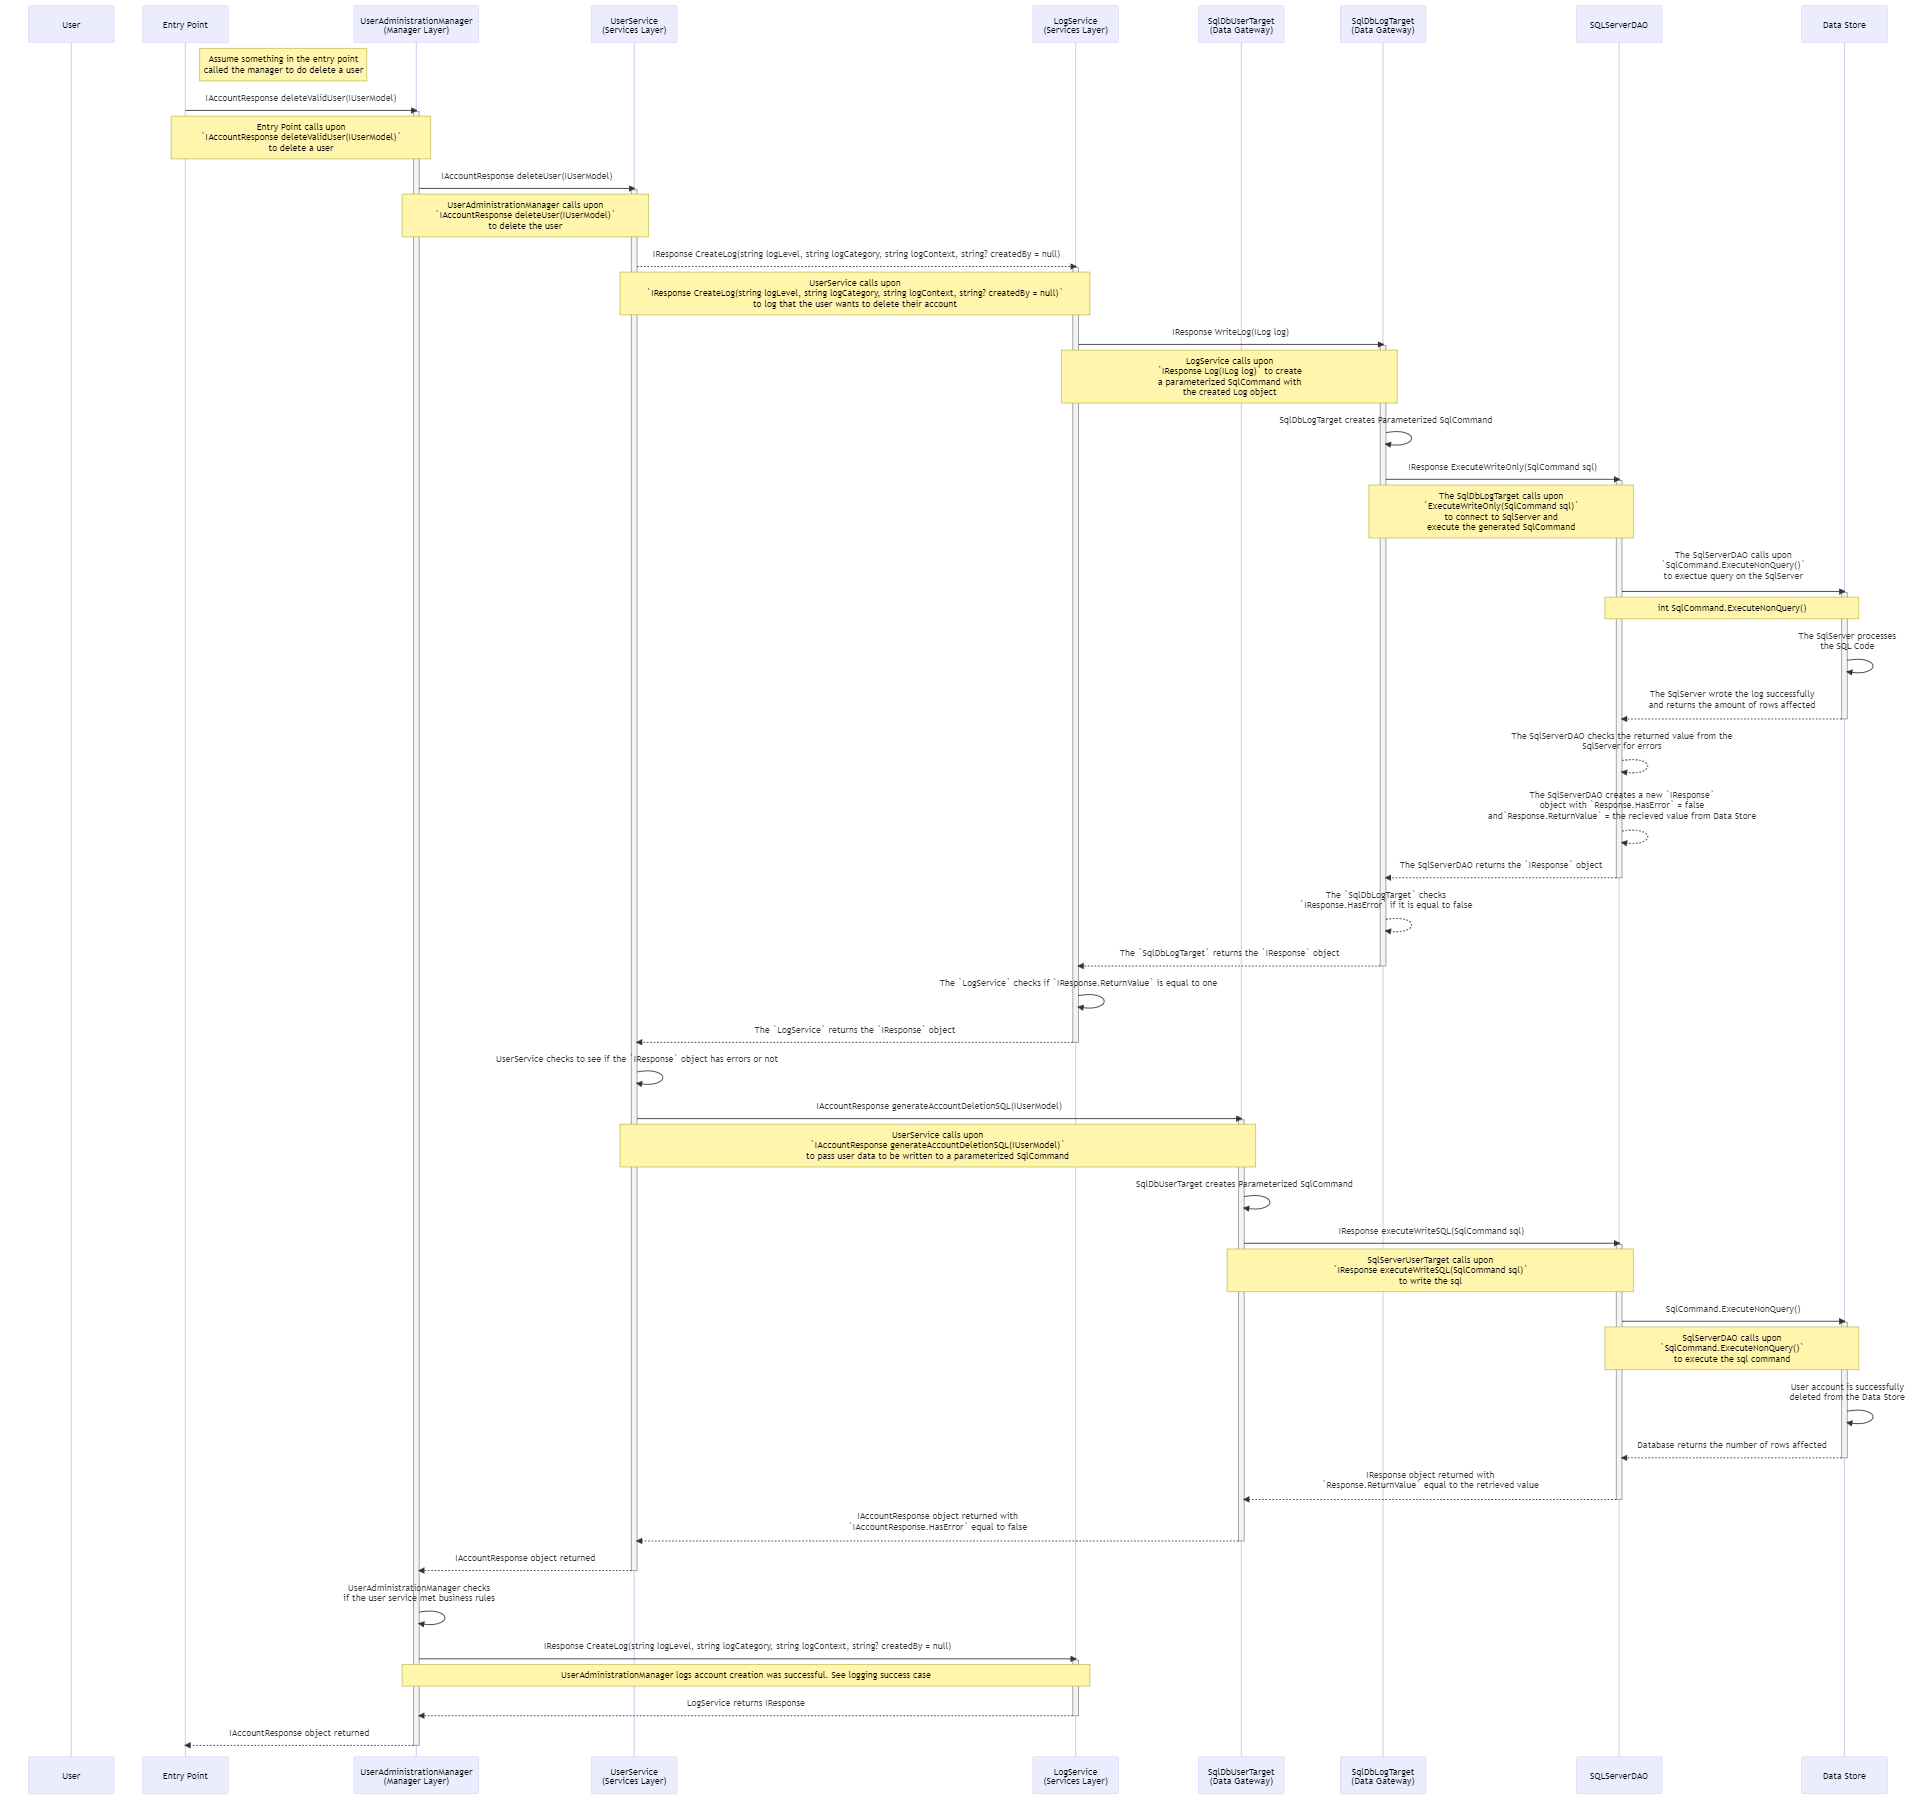 User
Entry Point
UserAdministrationManager
(Manager Layer)
UserService
(Services Layer)
LogService
(Services Layer)
SqlDbUserTarget
(Data Gateway)
SqlDbLogTarget
(Data Gateway)
SQLServerDAO
Data Store
Assume something in the entry point
called the manager to do delete a user
IAccountResponse deleteValidUser(IUserModel)
Entry Point calls upon
`IAccountResponse deleteValidUser(IUserModel)`
to delete a user
IAccountResponse deleteUser(IUserModel)
UserAdministrationManager calls upon
`IAccountResponse deleteUser(IUserModel)`
to delete the user
IResponse CreateLog(string logLevel, string logCategory, string logContext, string? createdBy = null)
UserService calls upon
`IResponse CreateLog(string logLevel, string logCategory, string logContext, string? createdBy = null)`
to log that the user wants to delete their account
IResponse WriteLog(ILog log)
LogService calls upon
`IResponse Log(ILog log)` to create
a parameterized SqlCommand with
the created Log object
SqlDbLogTarget creates Parameterized SqlCommand
IResponse ExecuteWriteOnly(SqlCommand sql)
The SqlDbLogTarget calls upon
`ExecuteWriteOnly(SqlCommand sql)`
to connect to SqlServer and
execute the generated SqlCommand
The SqlServerDAO calls upon
`SqlCommand.ExecuteNonQuery()`
to exectue query on the SqlServer
int SqlCommand.ExecuteNonQuery()
The SqlServer processes
the SQL Code
The SqlServer wrote the log successfully
and returns the amount of rows affected
The SqlServerDAO checks the returned value from the
SqlServer for errors
The SqlServerDAO creates a new `IResponse`
object with `Response.HasError` = false
and`Response.ReturnValue` = the recieved value from Data Store
The SqlServerDAO returns the `IResponse` object
The `SqlDbLogTarget` checks
`IResponse.HasError` if it is equal to false
The `SqlDbLogTarget` returns the `IResponse` object
The `LogService` checks if `IResponse.ReturnValue` is equal to one
The `LogService` returns the `IResponse` object
UserService checks to see if the `IResponse` object has errors or not
IAccountResponse generateAccountDeletionSQL(IUserModel)
UserService calls upon
`IAccountResponse generateAccountDeletionSQL(IUserModel)`
to pass user data to be written to a parameterized SqlCommand
SqlDbUserTarget creates Parameterized SqlCommand
IResponse executeWriteSQL(SqlCommand sql)
SqlServerUserTarget calls upon
`IResponse executeWriteSQL(SqlCommand sql)`
to write the sql
SqlCommand.ExecuteNonQuery()
SqlServerDAO calls upon
`SqlCommand.ExecuteNonQuery()`
to execute the sql command
User account is successfully
deleted from the Data Store
Database returns the number of rows affected
IResponse object returned with
`Response.ReturnValue` equal to the retrieved value
IAccountResponse object returned with
`IAccountResponse.HasError` equal to false
IAccountResponse object returned
UserAdministrationManager checks
if the user service met business rules
IResponse CreateLog(string logLevel, string logCategory, string logContext, string? createdBy = null)
UserAdministrationManager logs account creation was successful. See logging success case
LogService returns IResponse
IAccountResponse object returned
User
Entry Point
UserAdministrationManager
(Manager Layer)
UserService
(Services Layer)
LogService
(Services Layer)
SqlDbUserTarget
(Data Gateway)
SqlDbLogTarget
(Data Gateway)
SQLServerDAO
Data Store